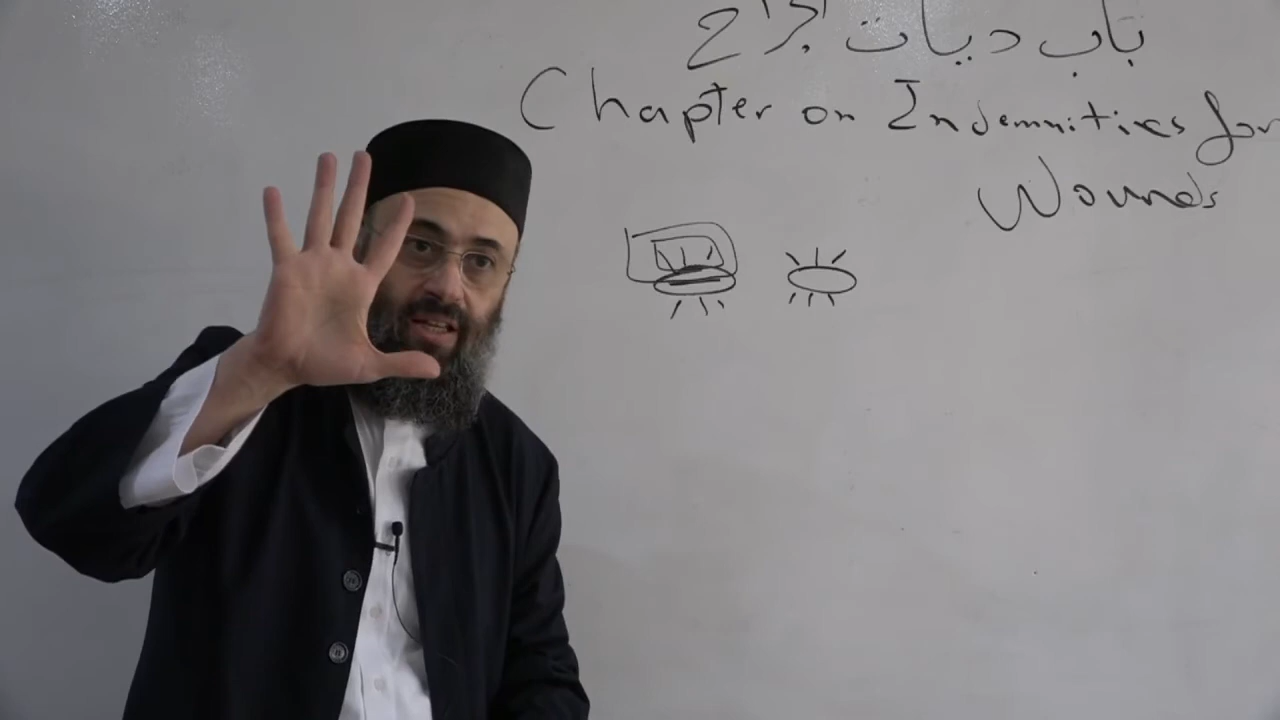 باب ديات الجراح
Chapter on Indemnities for
Wounds